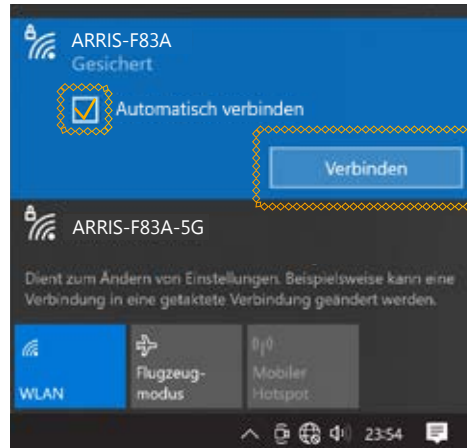 ARRIS-F83A
Gesichert
Automatisch verbinden
Verbinden
ARRIS-F83A-5G
Dient zum Ändern von Einstellungen. Beispielsweise kann eine
Verbindung in eine getaktete Verbindung geändert werden.
WLAN
Flugzeug-
modus
Mobiler
Hotspot
23:54